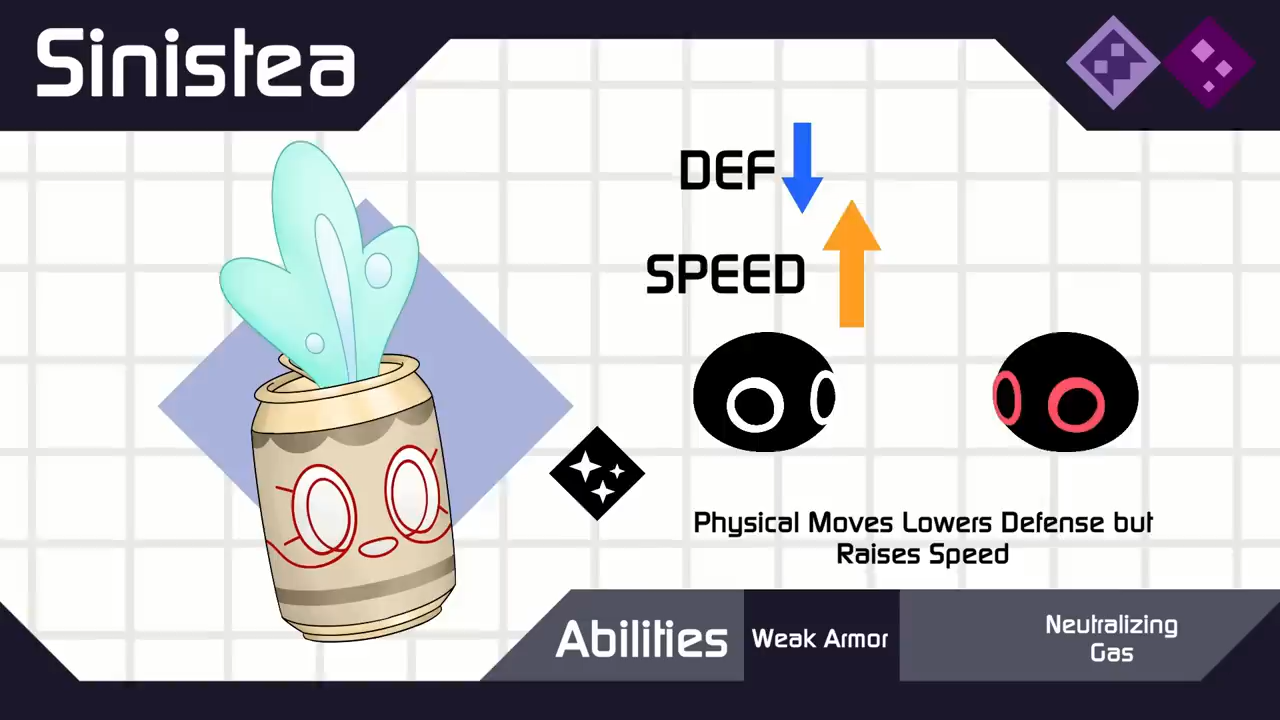 Sinistea
DEF
SPEED
Physical Moves Lowers Defense but
Raises Speed
Abilities
Weak Armor
Neutralizing
Gas